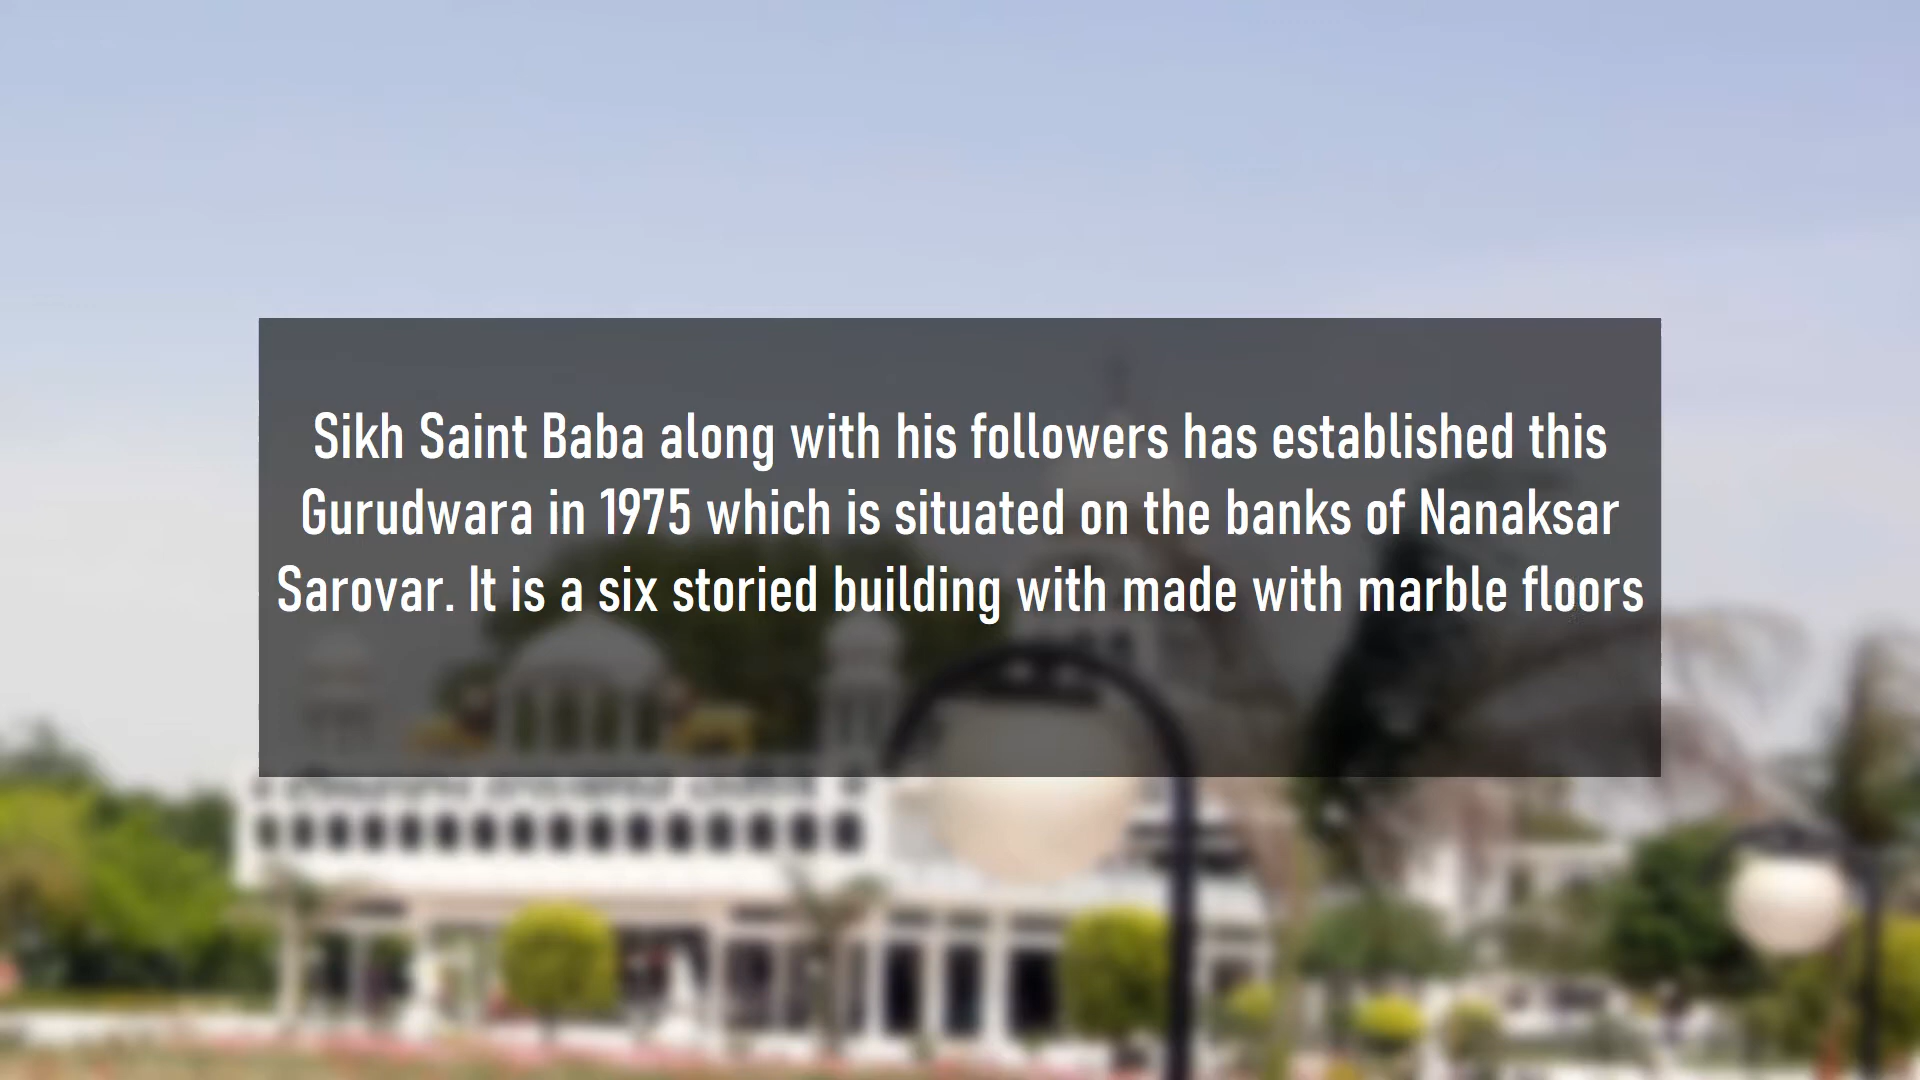 Sikh Saint Baba along with his followers has established this
Gurudwara in 1975 which is situated on the banks of Nanaksar
Sarovar. It is a six storied building with made with marble floors